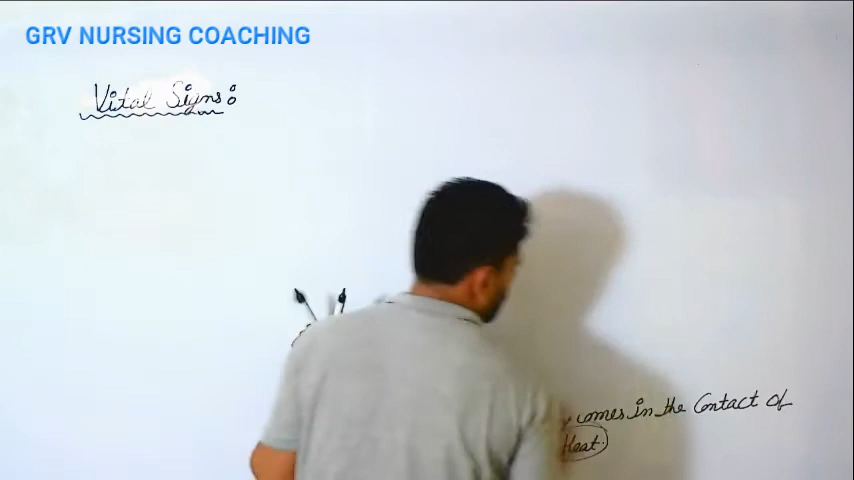 GRV NURSING COACHING
Vital Signs:
comes in the Contact of
Heat.